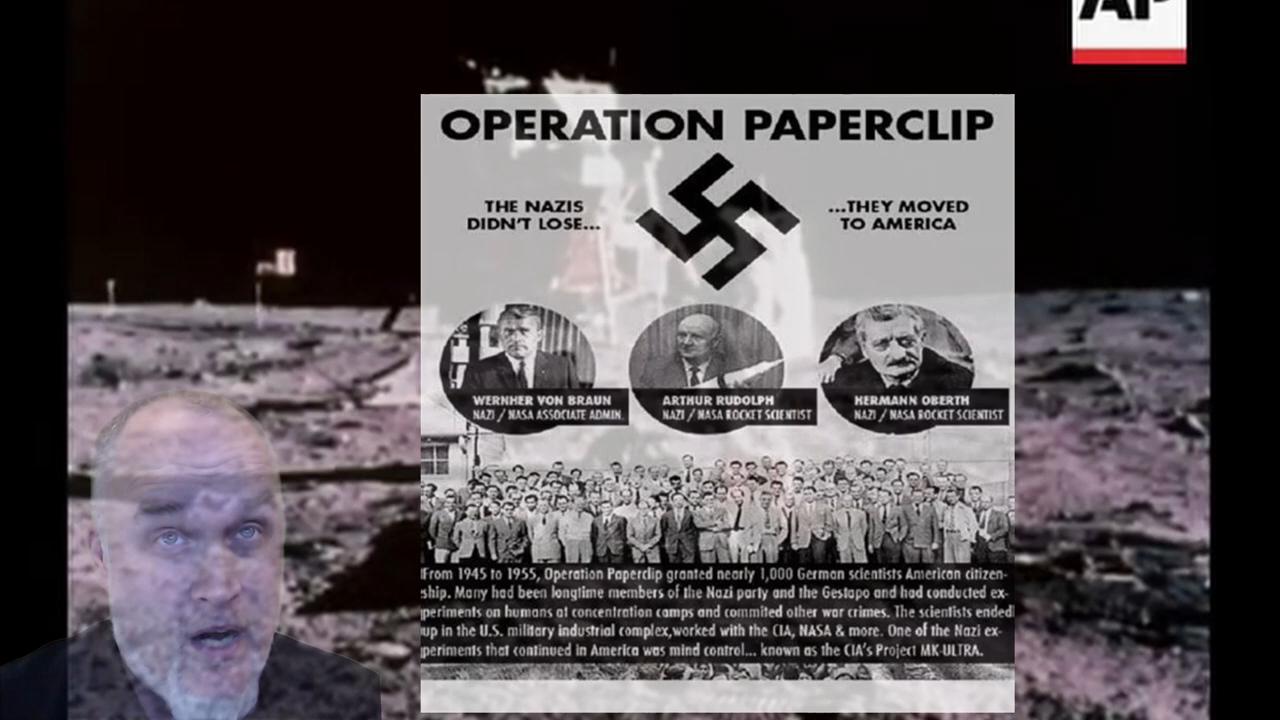 AP
OPERATION PAPERCLIP
THE NAZIS
DIDN'T LOSE...
...THEY MOVED
TO AMERICA
WERNHER VON BRAUN
NAZI / NASA ASSOCIATE ADMIN.
ARTHUR RUDOLPH
NAZI / NASA ROCKET SCIENTIST
HERMANN OBERTH
NAZI / NASA ROCKET SCIENTIST
From 1945 to 1955, Operation Paperclip granted nearly 1,000 German scientists American citizen-
ship. Many had been longtime members of the Nazi party and the Gestapo and had conducted ex-
periments on humans at concentration camps and commited other war crimes. The scientists ended
up in the U.S. military industrial complex,worked with the CIA, NASA & more. One of the Nazi ex-
periments that continued in America was mind control... known as the CIA's Project MK-ULTRA.